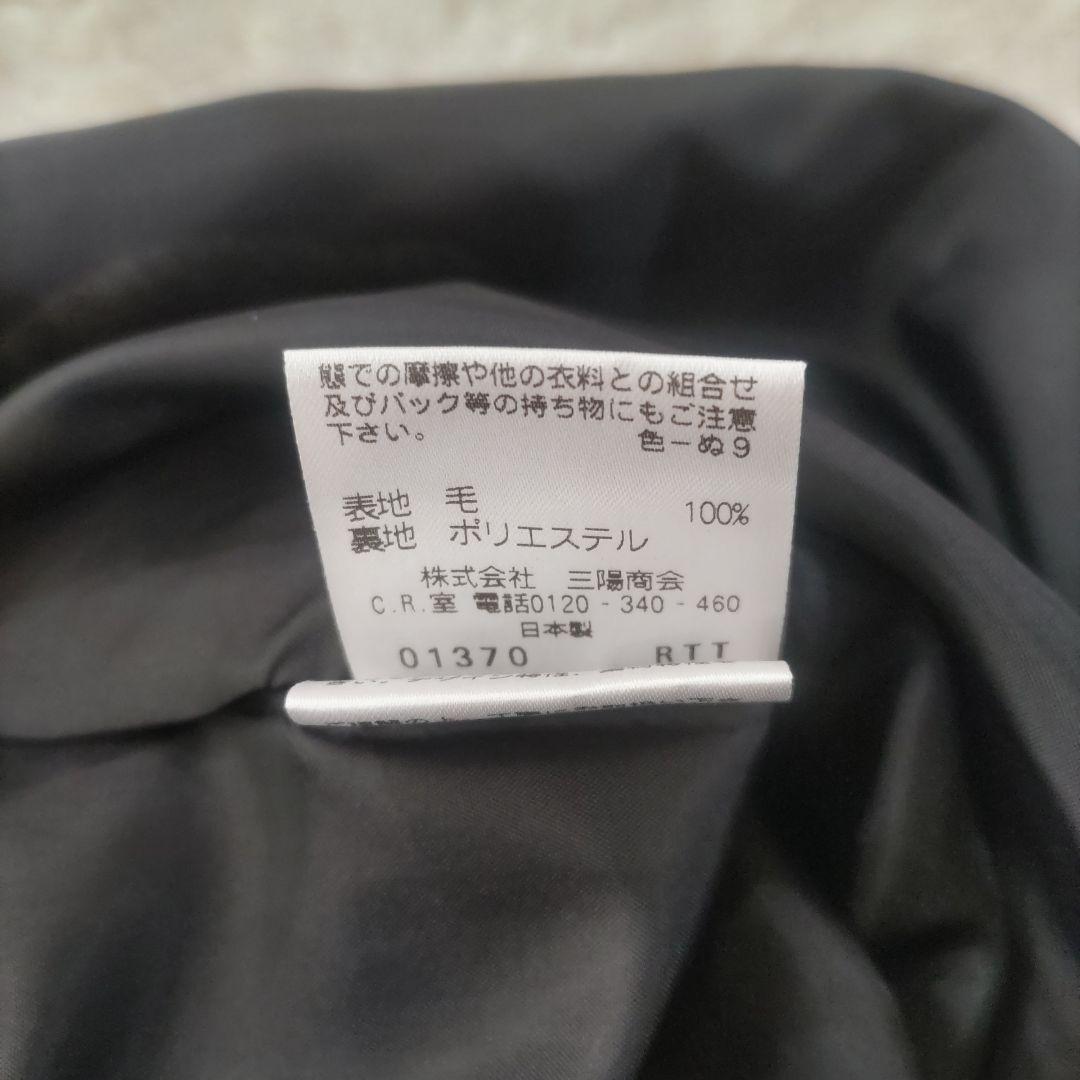 態での摩擦や他の衣料との組合せ
及びバック等の持ち物にもご注意
下さい。 色ーぬ9
表地 毛 100%
裏地 ポリエステル
株式会社 三陽商会
C.R.室 電話0120-340-460
日本製
01370 RTT